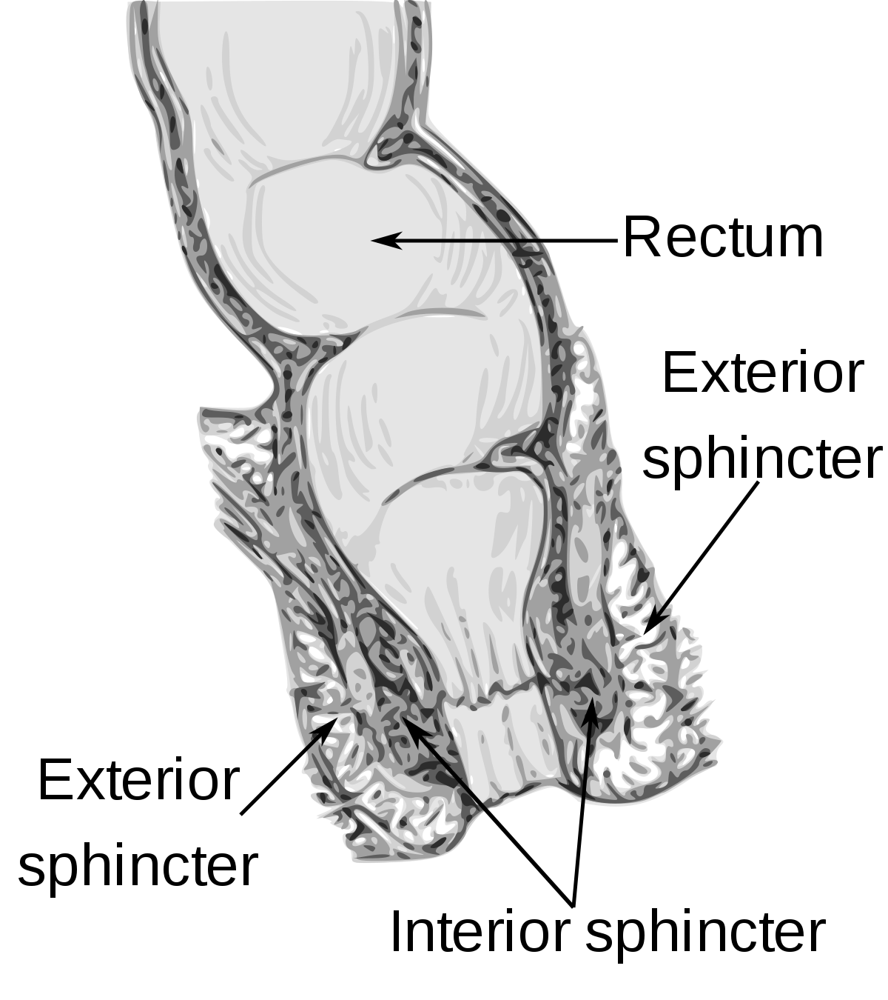 Rectum
Exterior
sphincter
Exterior
sphincter
Interior sphincter